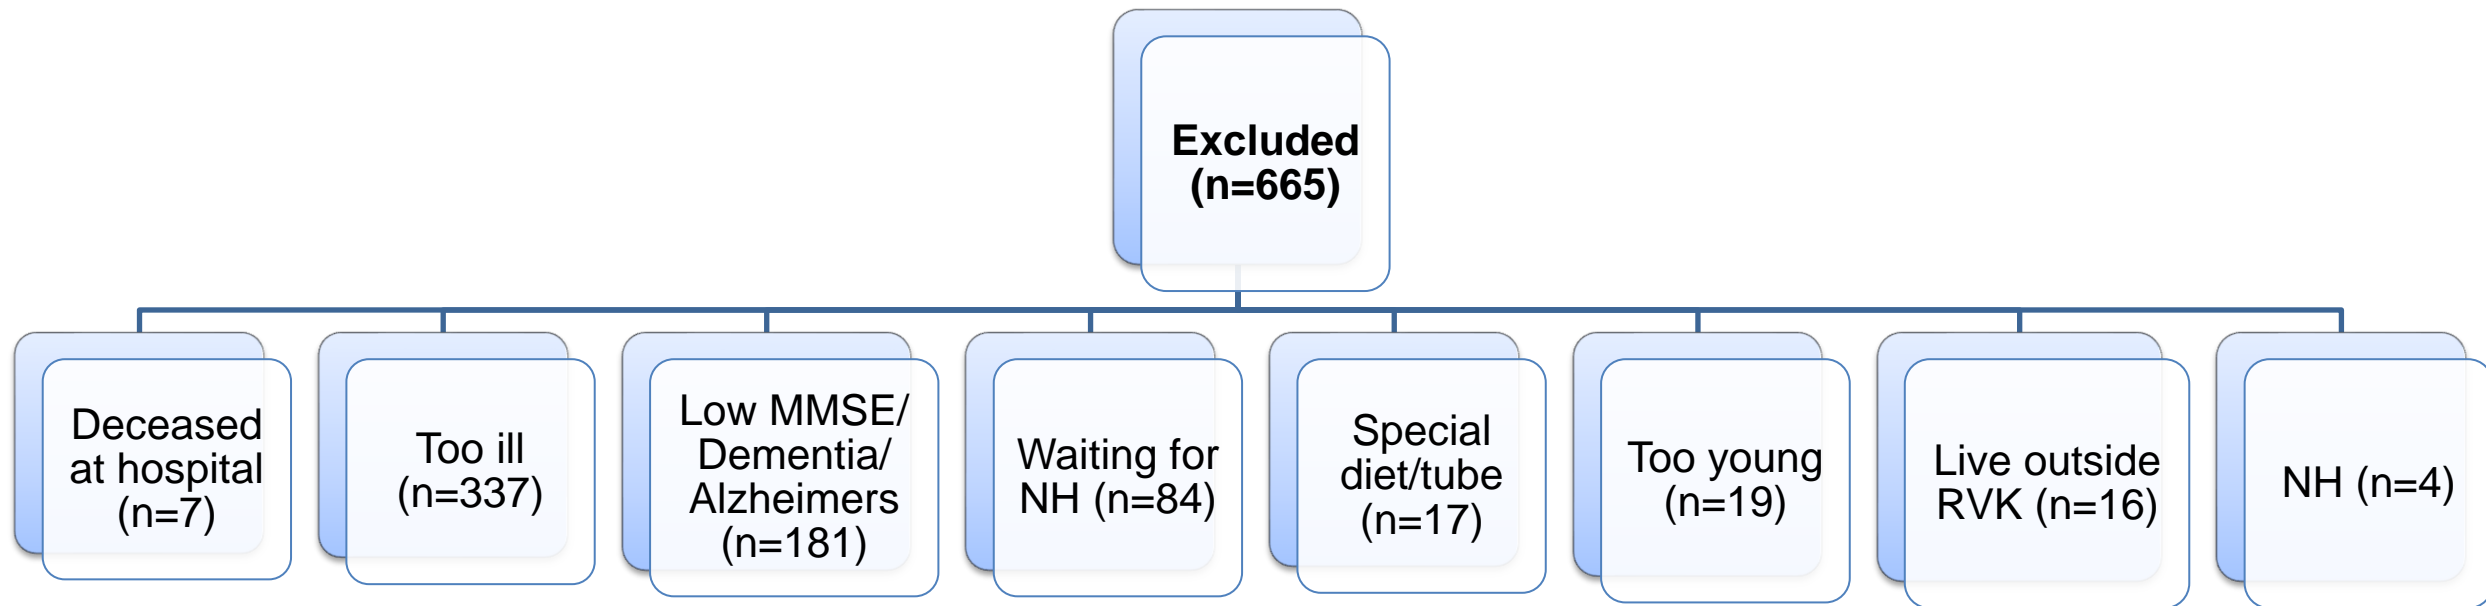 Excluded
(n=665)
Deceased
at hospital
(n=7)
Too ill
(n=337)
Low MMSE/
Dementia/
Alzheimers
(n=181)
Waiting for
NH (n=84)
Special
diet/tube
(n=17)
Too young
(n=19)
Live outside
RVK (n=16)
NH (n=4)